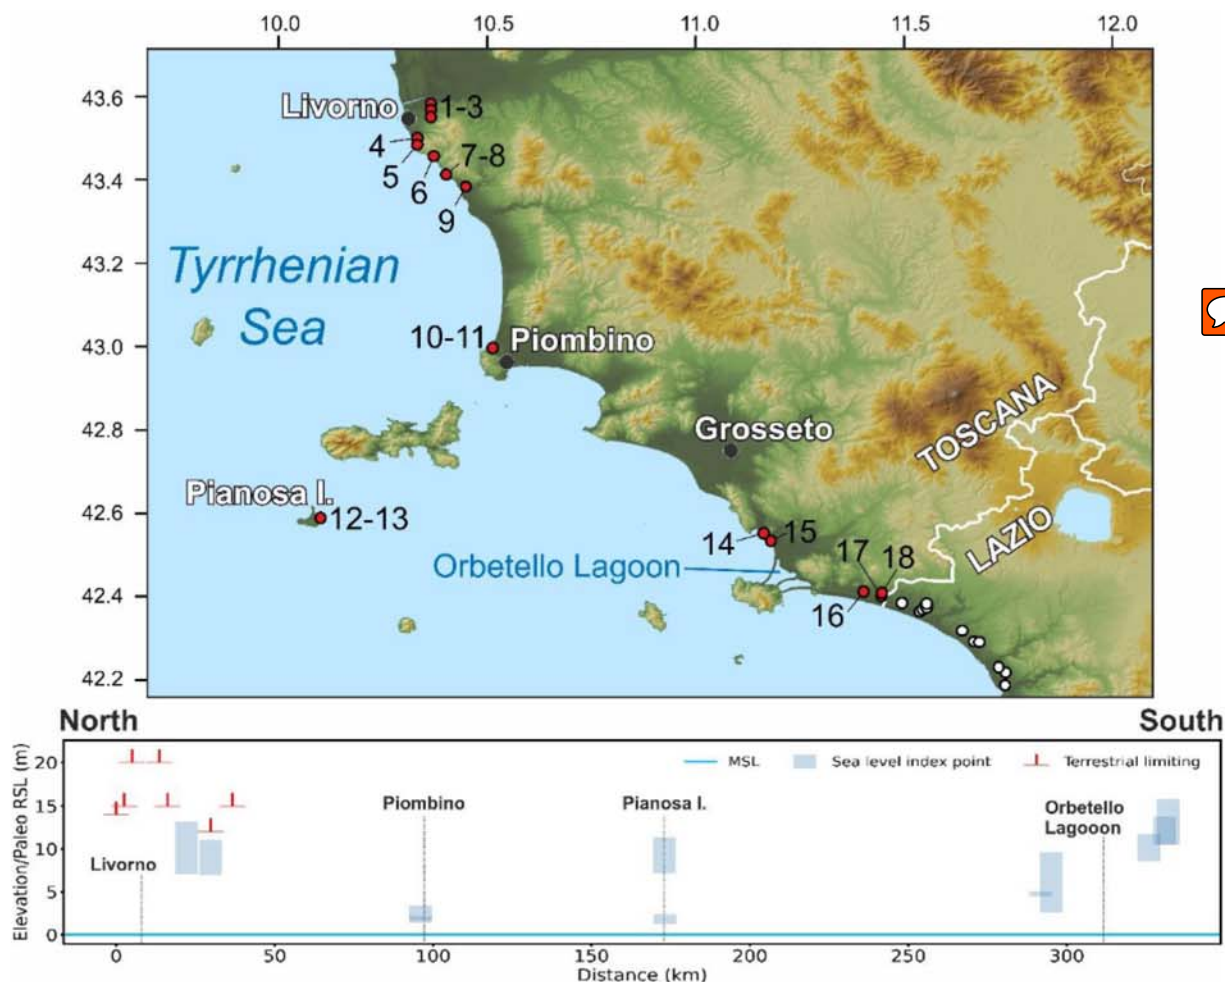 10.0 10.5 11.0 11.5 12.0
43.6
43.4
43.2
43.0
42.8
42.6
42.4
42.2
Livorno
1-3
4
5
6
7-8
9
Tyrrhenian
Sea
10-11
Piombino
Grosseto
TOSCANA
LAZIO
Pianosa I.
12-13
14
15
Orbetello Lagoon
16
17
18
North
South
Elevation/Paleo RSL (m)
20
15
10
5
0
MSL
Sea level index point
Terrestrial limiting
Livorno
Piombino
Pianosa I.
Orbetello
Lagooon
0 50 100 150 200 250 300
Distance (km)